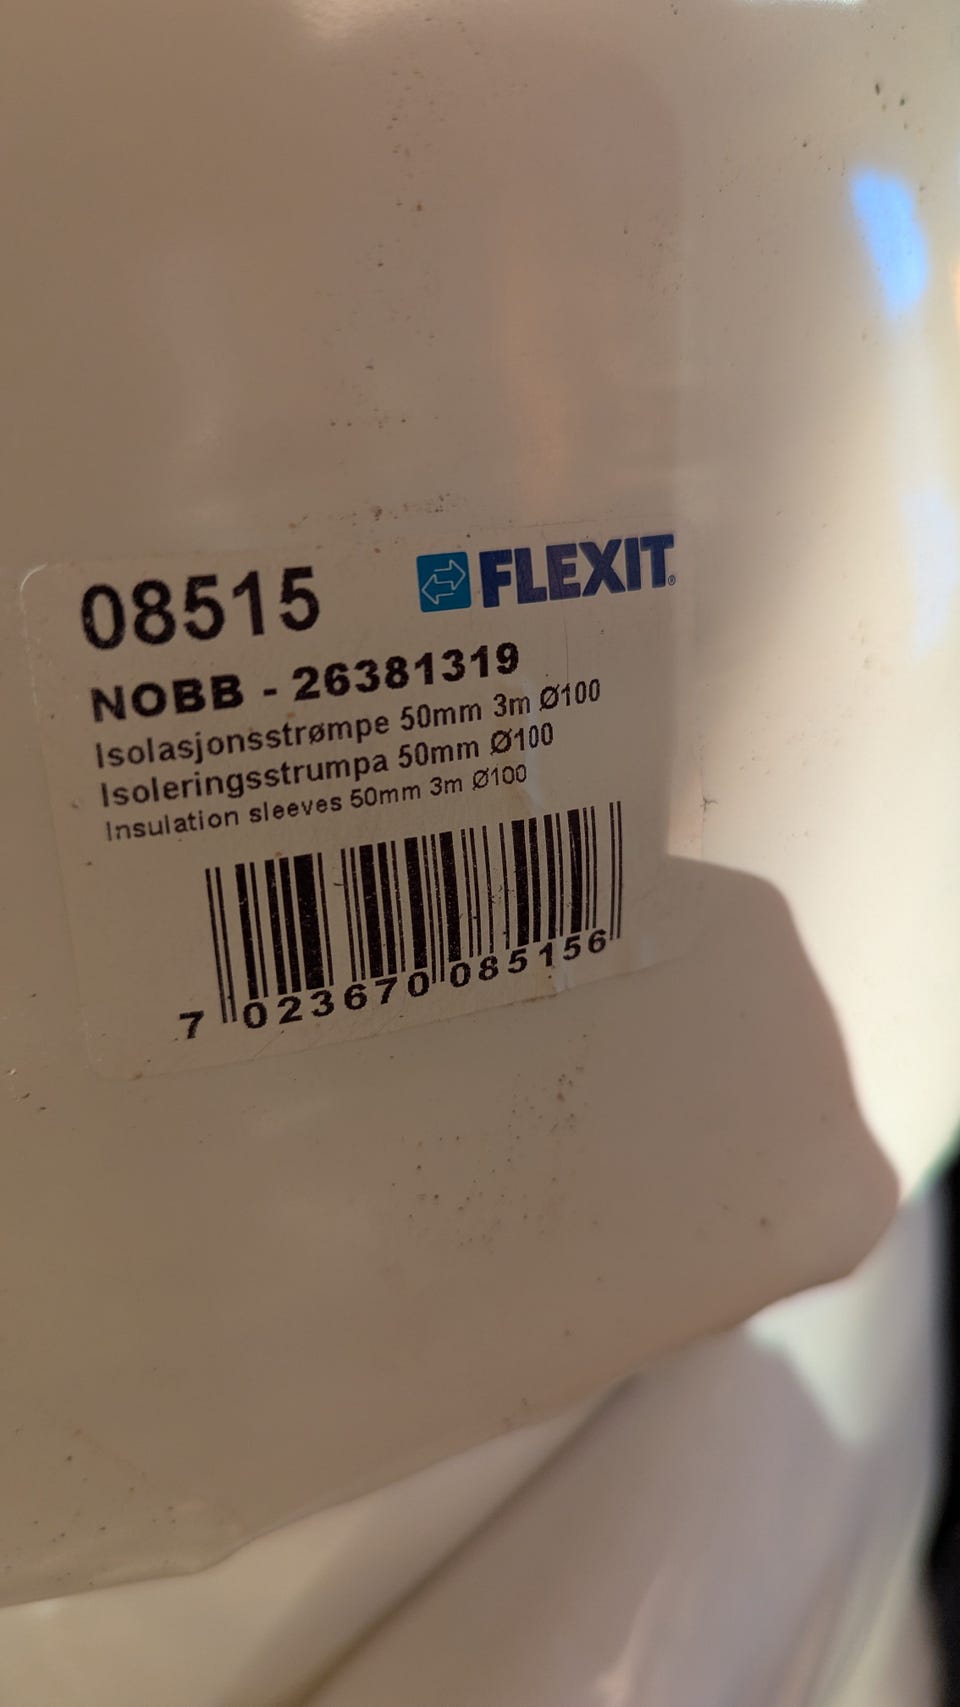 08515 FLEXIT®
NOBB - 26381319
Isolasjonsstrømpe 50mm 3m Ø100
Isoleringsstrumpa 50mm Ø100
Insulation sleeves 50mm 3m Ø100
7 023670 085156